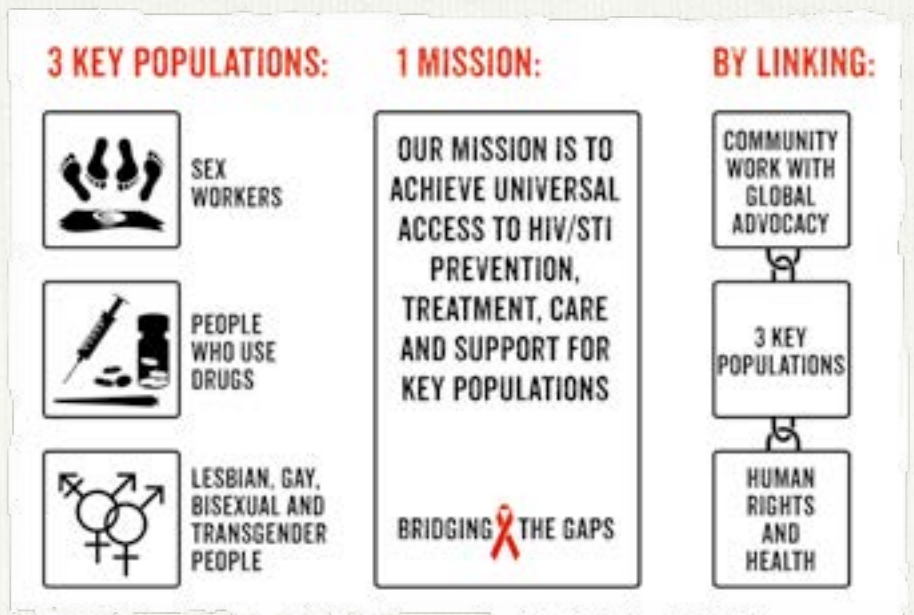 3 KEY POPULATIONS:
SEX
WORKERS
PEOPLE
WHO USE
DRUGS
LESBIAN, GAY,
BISEXUAL AND
TRANSGENDER
PEOPLE
1 MISSION:
OUR MISSION IS TO
ACHIEVE UNIVERSAL
ACCESS TO HIV/STI
PREVENTION,
TREATMENT, CARE
AND SUPPORT FOR
KEY POPULATIONS
BRIDGING THE GAPS
BY LINKING:
COMMUNITY
WORK WITH
GLOBAL
ADVOCACY
3 KEY
POPULATIONS
HUMAN
RIGHTS
AND
HEALTH